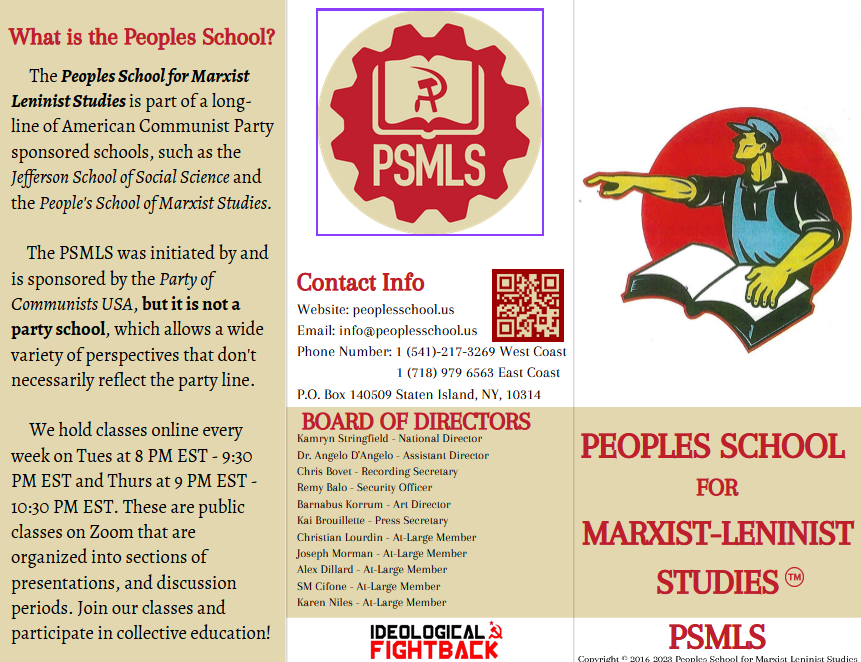 What is the Peoples School?
The Peoples School for Marxist
Leninist Studies is part of a long-
line of American Communist Party
sponsored schools, such as the
Jefferson School of Social Science and
the People's School of Marxist Studies.
The PSMLS was initiated by and
is sponsored by the Party of
Communists USA, but it is not a
party school, which allows a wide
variety of perspectives that don't
necessarily reflect the party line.
We hold classes online every
week on Tues at 8 PM EST - 9:30
PM EST and Thurs at 9 PM EST -
10:30 PM EST. These are public
classes on Zoom that are
organized into sections of
presentations, and discussion
periods. Join our classes and
participate in collective education!
PSMLS
Contact Info
Website: peoplesschool.us
Email: info@peoplesschool.us
Phone Number: 1 (541)-217-3269 West Coast
1 (718) 979 6563 East Coast
P.O. Box 140509 Staten Island, NY, 10314
BOARD OF DIRECTORS
Kamryn Stringfield - National Director
Dr. Angelo D'Angelo - Assistant Director
Chris Bovet - Recording Secretary
Remy Balo - Security Officer
Barnabus Korrum - Art Director
Kai Brouillette - Press Secretary
Christian Lourdin - At-Large Member
Joseph Morman - At-Large Member
Alex Dillard - At-Large Member
SM Cifone - At-Large Member
Karen Niles - At-Large Member
IDEOLOGICAL
FIGHTBACK
PEOPLES SCHOOL
FOR
MARXIST-LENINIST
STUDIES ™
PSMLS
Copyright © 2016-2023 Peoples School for Marxist Leninist Studies